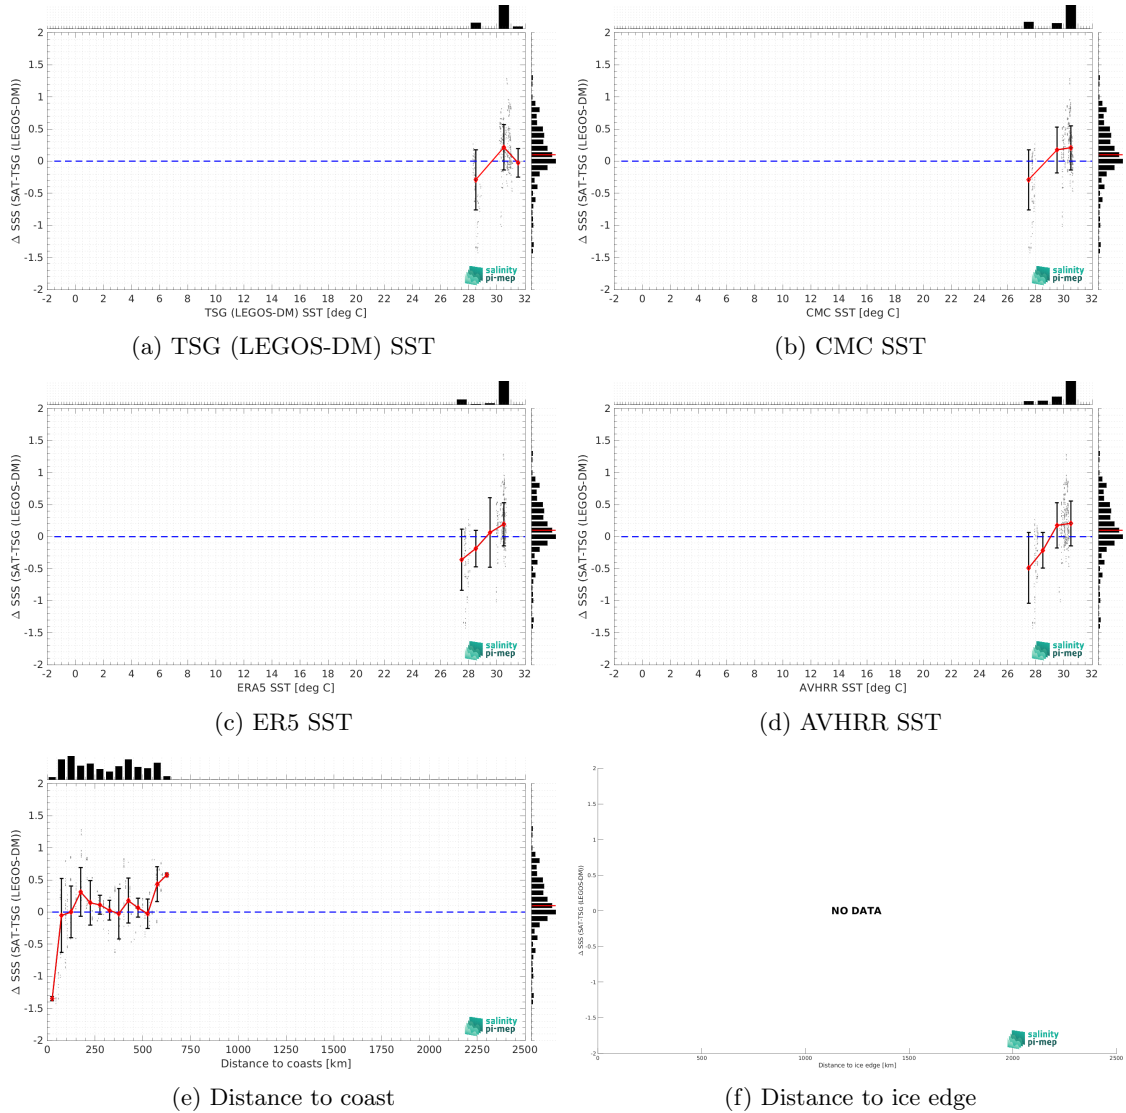 2
1.5
1
0.5
0
-0.5
-1
-1.5
-2
Δ SSS (SAT-TSG (LEGOS-DM))
-2 0 2 4 6 8 10 12 14 16 18 20 22 24 26 28 30 32
TSG (LEGOS-DM) SST [deg C]
salinity
pi-mep
(a) TSG (LEGOS-DM) SST
2
1.5
1
0.5
0
-0.5
-1
-1.5
-2
Δ SSS (SAT-TSG (LEGOS-DM))
-2 0 2 4 6 8 10 12 14 16 18 20 22 24 26 28 30 32
CMC SST [deg C]
salinity
pi-mep
(b) CMC SST
2
1.5
1
0.5
0
-0.5
-1
-1.5
-2
Δ SSS (SAT-TSG (LEGOS-DM))
-2 0 2 4 6 8 10 12 14 16 18 20 22 24 26 28 30 32
ERA5 SST [deg C]
salinity
pi-mep
(c) ER5 SST
2
1.5
1
0.5
0
-0.5
-1
-1.5
-2
Δ SSS (SAT-TSG (LEGOS-DM))
-2 0 2 4 6 8 10 12 14 16 18 20 22 24 26 28 30 32
AVHRR SST [deg C]
salinity
pi-mep
(d) AVHRR SST
2
1.5
1
0.5
0
-0.5
-1
-1.5
-2
Δ SSS (SAT-TSG (LEGOS-DM))
0 250 500 750 1000 1250 1500 1750 2000 2250 2500
Distance to coasts [km]
salinity
pi-mep
(e) Distance to coast
2
1.5
1
0.5
0
-0.5
-1
-1.5
-2
Δ SSS (SAT-TSG (LEGOS-DM))
NO DATA
0 500 1000 1500 2000 2500
Distance to ice edge [km]
salinity
pi-mep
(f) Distance to ice edge